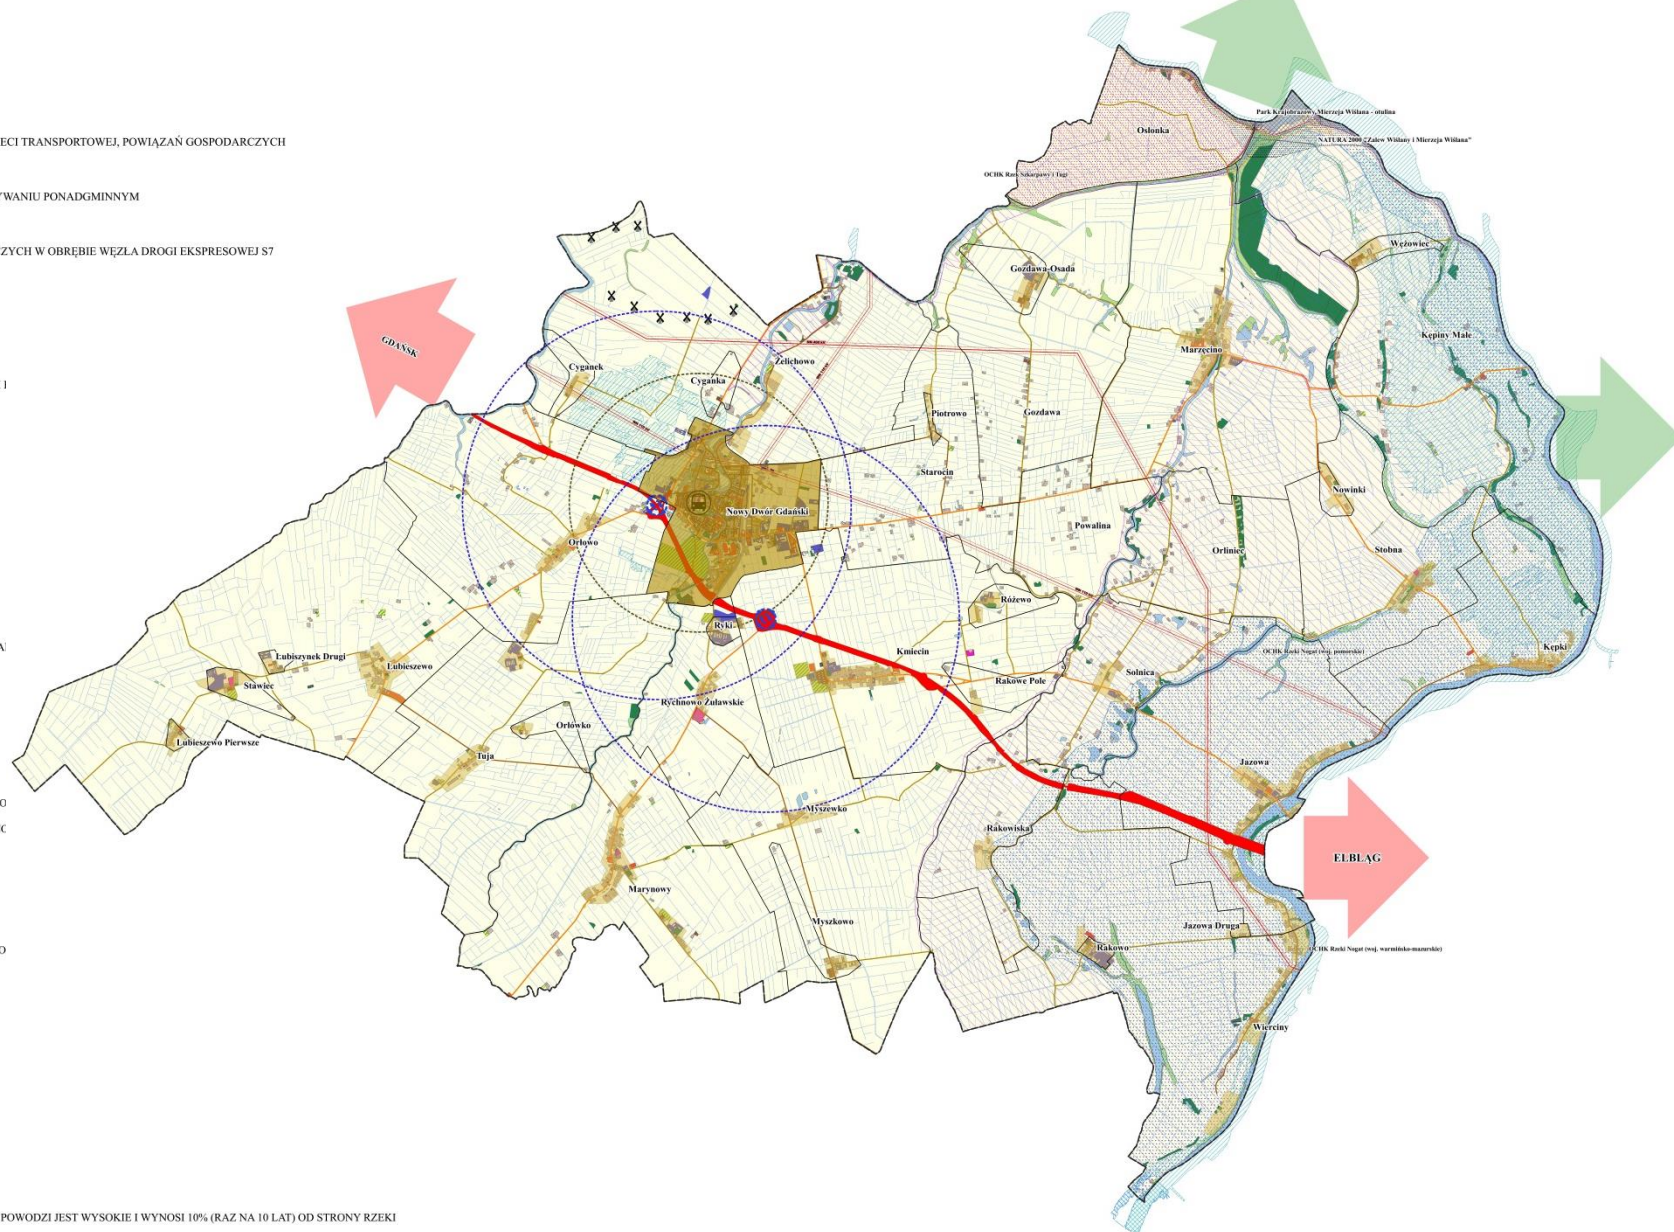 ECI TRANSPORTOWEJ, POWIĄZAŃ GOSPODARCZYCH
YWANIU PONADGMINNYM
ZYCH W OBRĘBIE WĘZŁA DROGI EKSPRESOWEJ S7
Park Krajobrazowy Mierzeja Wiślana - otulina
Osłonka
NATURA 2000 "Zalew Wiślany i Mierzeja Wiślana"
OCHK Rzek Szkarpawy i Tugi
Wężowiec
Gozdawa-Osada
GDAŃSK
Kępiny Małe
Marzęcino
Żelichowo
Cyganek
Cyganka
Piotrowo
Gozdawa
Starocin
Nowinki
Nowy Dwór Gdański
Powalina
Orłowo
Orliniec
Stobna
Różewo
Ryki
Kępki
Kmiecin
OCHK Rzeki Nogat (woj. pomorskie)
Lubiszynek Drugi
Lubieszewo
Solnica
Rakowe Pole
Stawiec
Rychnowo Żuławskie
Orłówko
Lubieszewo Pierwsze
Tuja
Jazowa
Myszewko
Rakowiska
ELBLĄG
Marynowy
Myszkowo
Jazowa Druga
Rakowo
OCHK Rzeki Nogat (woj. warmińsko-mazurskie)
Wierciny
POWODZI JEST WYSOKIE I WYNOSI 10% (RAZ NA 10 LAT) OD STRONY RZEKI